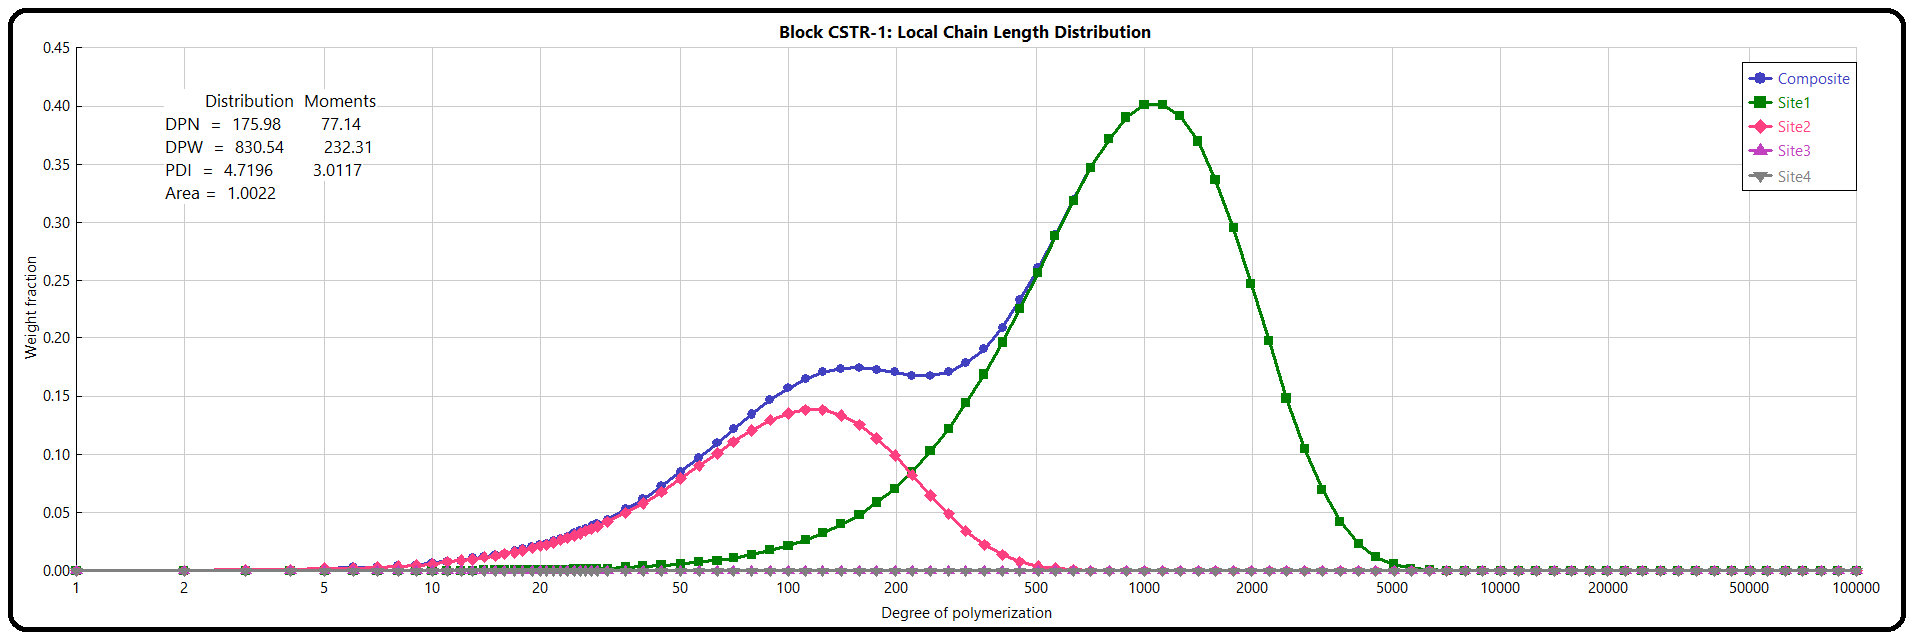 Block CSTR-1: Local Chain Length Distribution
Distribution Moments
DPN = 175.98 77.14
DPW = 830.54 232.31
PDI = 4.7196 3.0117
Area = 1.0022
Composite
Site1
Site2
Site3
Site4
Weight fraction
0.45
0.40
0.35
0.30
0.25
0.20
0.15
0.10
0.05
0.00
1 2 5 10 20 50 100 200 500 1000 2000 5000 10000 20000 50000 100000
Degree of polymerization